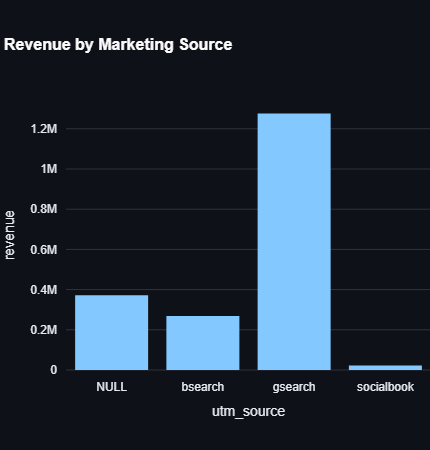 Revenue by Marketing Source
1.2M
1M
0.8M
0.6M
0.4M
0.2M
0
revenue
NULL bsearch gsearch socialbook
utm_source